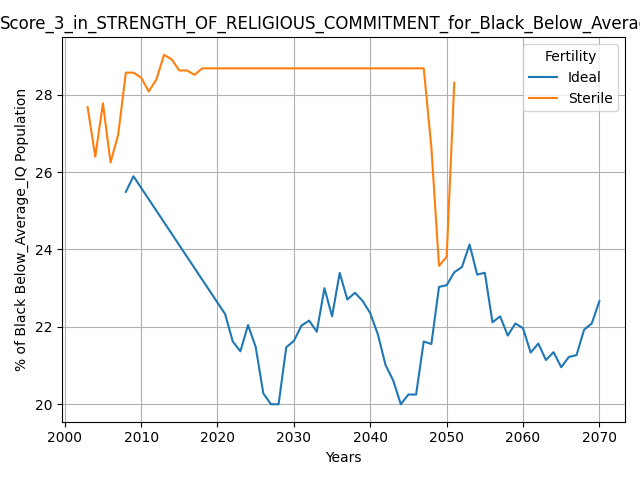 Score_3_in_STRENGTH_OF_RELIGIOUS_COMMITMENT_for_Black_Below_Avera
Fertility
Ideal
Sterile
% of Black Below_Average_IQ Population
28
26
24
22
20
2000 2010 2020 2030 2040 2050 2060 2070
Years